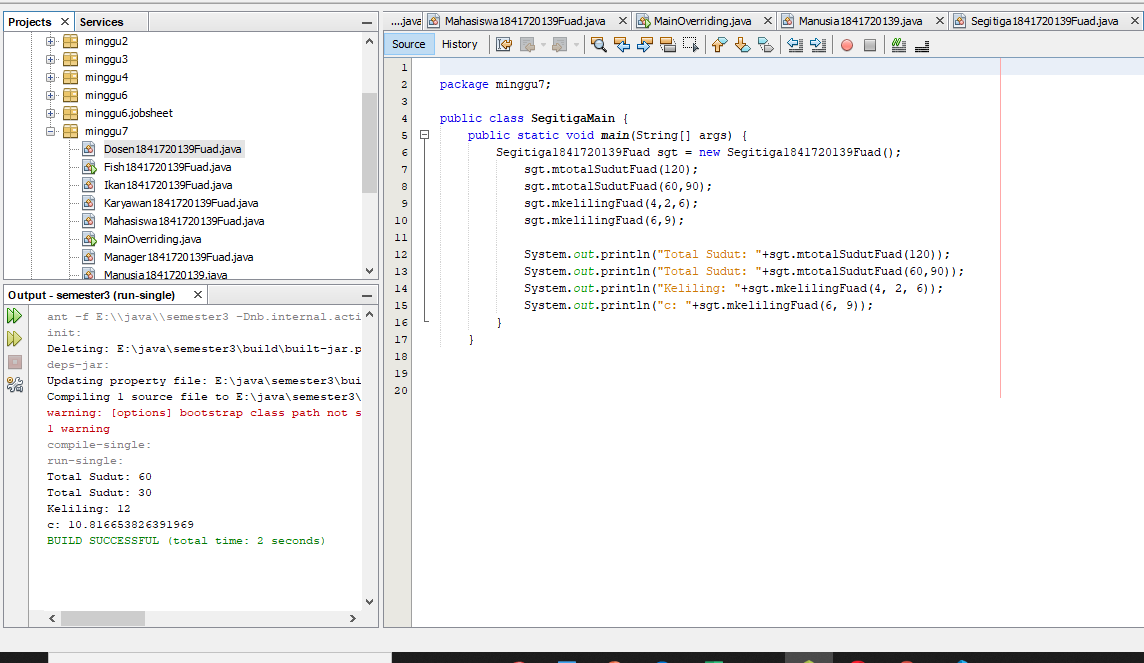 Projects
Services
minggu2
minggu3
minggu4
minggu6
minggu6.jobsheet
minggu7
Dosen1841720139Fuad.java
Fish1841720139Fuad.java
Ikan1841720139Fuad.java
Karyawan1841720139Fuad.java
Mahasiswa1841720139Fuad.java
MainOverriding.java
Manager1841720139Fuad.java
Manusia1841720139.java
Output - semester3 (run-single)
ant -f E:\\java\\semester3 -Dnb.internal.acti
init:
Deleting: E:\java\semester3\build\built-jar.p
deps-jar:
Updating property file: E:\java\semester3\bui
Compiling 1 source file to E:\java\semester3\
warning: [options] bootstrap class path not s
1 warning
compile-single:
run-single:
Total Sudut: 60
Total Sudut: 30
Keliling: 12
c: 10.816653826391969
BUILD SUCCESSFUL (total time: 2 seconds)
....java
Mahasiswa1841720139Fuad.java
MainOverriding.java
Manusia1841720139.java
Segitiga1841720139Fuad.java
Source
History
1
2 package minggu7;
3
4 public class SegitigaMain {
5 public static void main(String[] args) {
6 Segitiga1841720139Fuad sgt = new Segitiga1841720139Fuad();
7 sgt.mtotalSudutFuad(120);
8 sgt.mtotalSudutFuad(60,90);
9 sgt.mkelilingFuad(4,2,6);
10 sgt.mkelilingFuad(6,9);
11
12 System.out.println("Total Sudut: "+sgt.mtotalSudutFuad(120));
13 System.out.println("Total Sudut: "+sgt.mtotalSudutFuad(60,90));
14 System.out.println("Keliling: "+sgt.mkelilingFuad(4, 2, 6));
15 System.out.println("c: "+sgt.mkelilingFuad(6, 9));
16 }
17 }
18
19
20